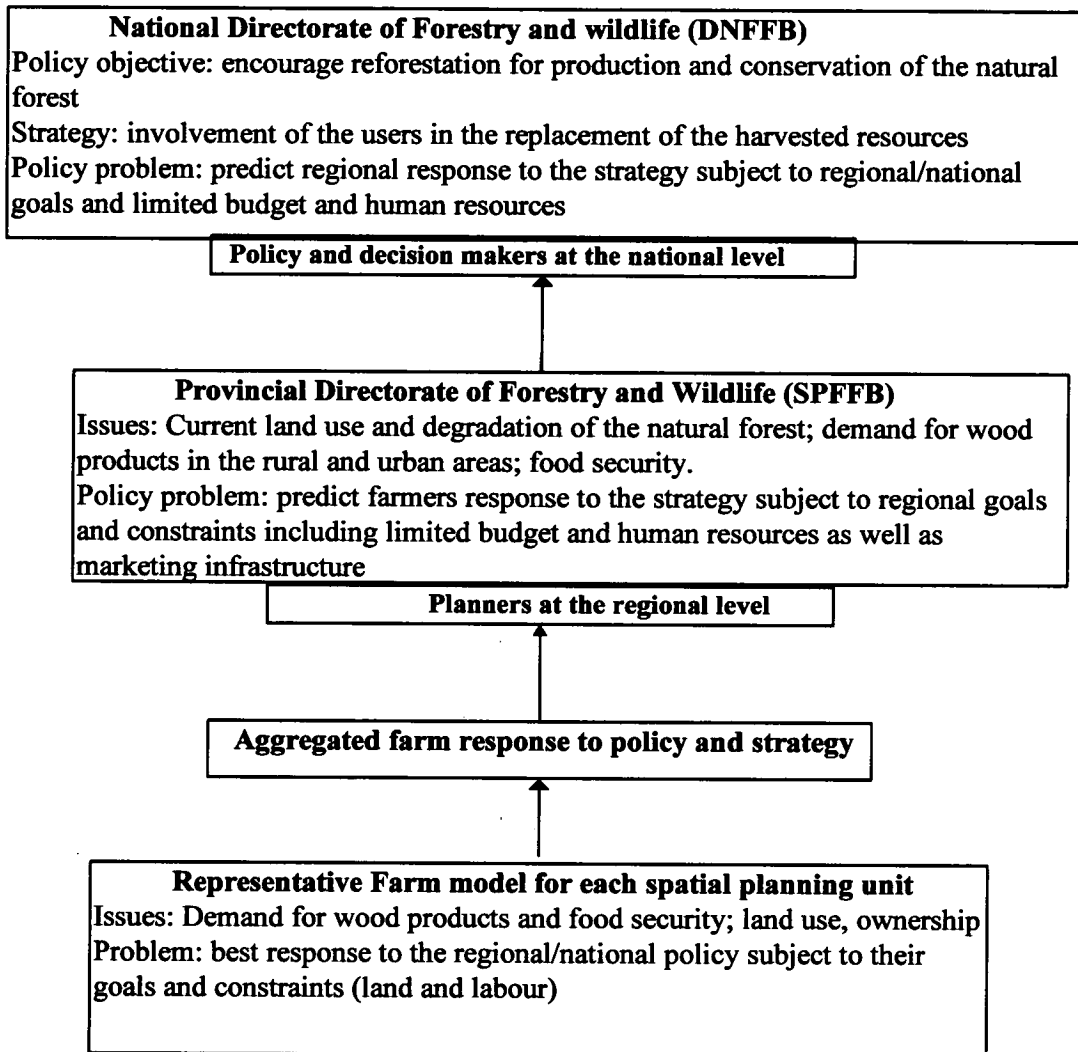 National Directorate of Forestry and wildlife (DNFFB)
Policy objective: encourage reforestation for production and conservation of the natural
forest
Strategy: involvement of the users in the replacement of the harvested resources
Policy problem: predict regional response to the strategy subject to regional/national
goals and limited budget and human resources
Policy and decision makers at the national level
Provincial Directorate of Forestry and Wildlife (SPFFB)
Issues: Current land use and degradation of the natural forest; demand for wood
products in the rural and urban areas; food security.
Policy problem: predict farmers response to the strategy subject to regional goals
and constraints including limited budget and human resources as well as
marketing infrastructure
Planners at the regional level
Aggregated farm response to policy and strategy
Representative Farm model for each spatial planning unit
Issues: Demand for wood products and food security; land use, ownership
Problem: best response to the regional/national policy subject to their
goals and constraints (land and labour)